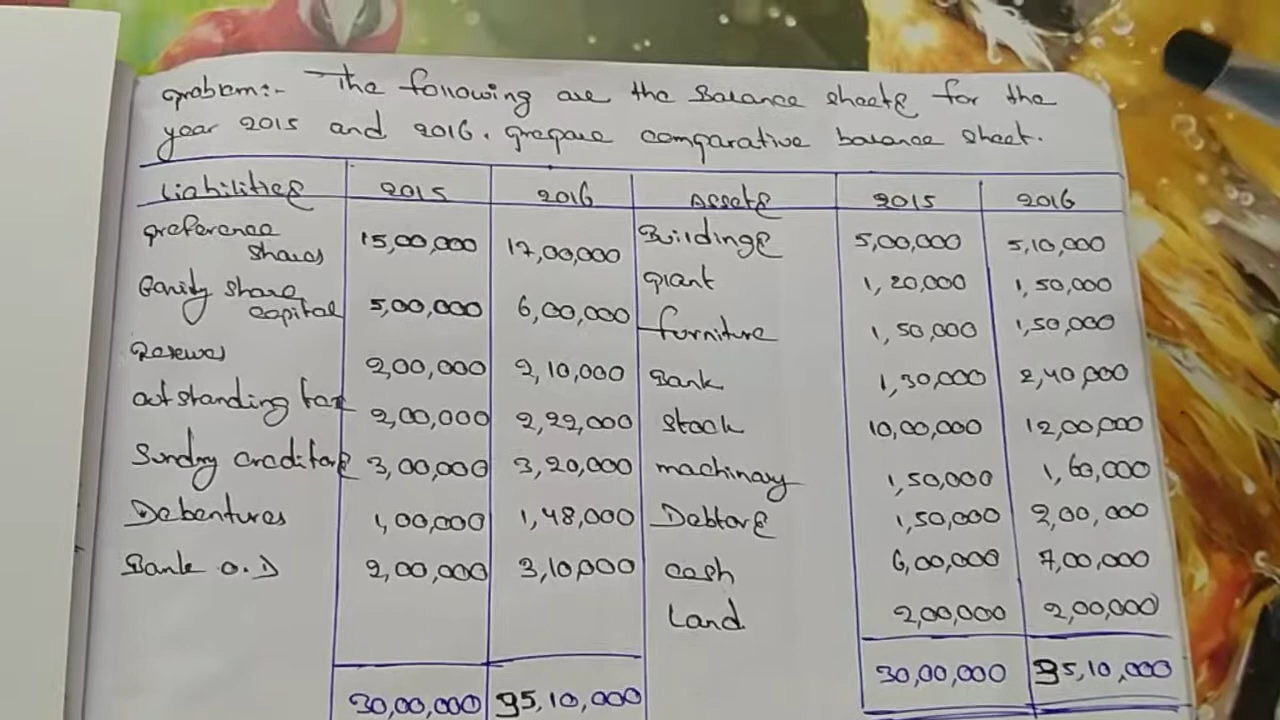 problem:- The following are the Balance sheets for the
year 2015 and 2016. prepare comparative balance sheet.
Liabilities 2015 2016 Assets 2015 2016
preference shares 15,00,000 17,00,000 Buildings 5,00,000 5,10,000
Equity share capital 5,00,000 6,00,000 plant 1,20,000 1,50,000
Reserves 2,00,000 2,10,000 furniture 1,50,000 1,50,000
outstanding tax 2,00,000 2,22,000 Bank 1,30,000 2,40,000
Sundry creditors 3,00,000 3,20,000 stock 10,00,000 12,00,000
Debentures 1,00,000 1,48,000 machinary 1,50,000 1,60,000
Bank O.D 2,00,000 3,10,000 Debtors 1,50,000 2,00,000
cash 6,00,000 7,00,000
Land 2,00,000 2,00,000
30,00,000 35,10,000 30,00,000 35,10,000